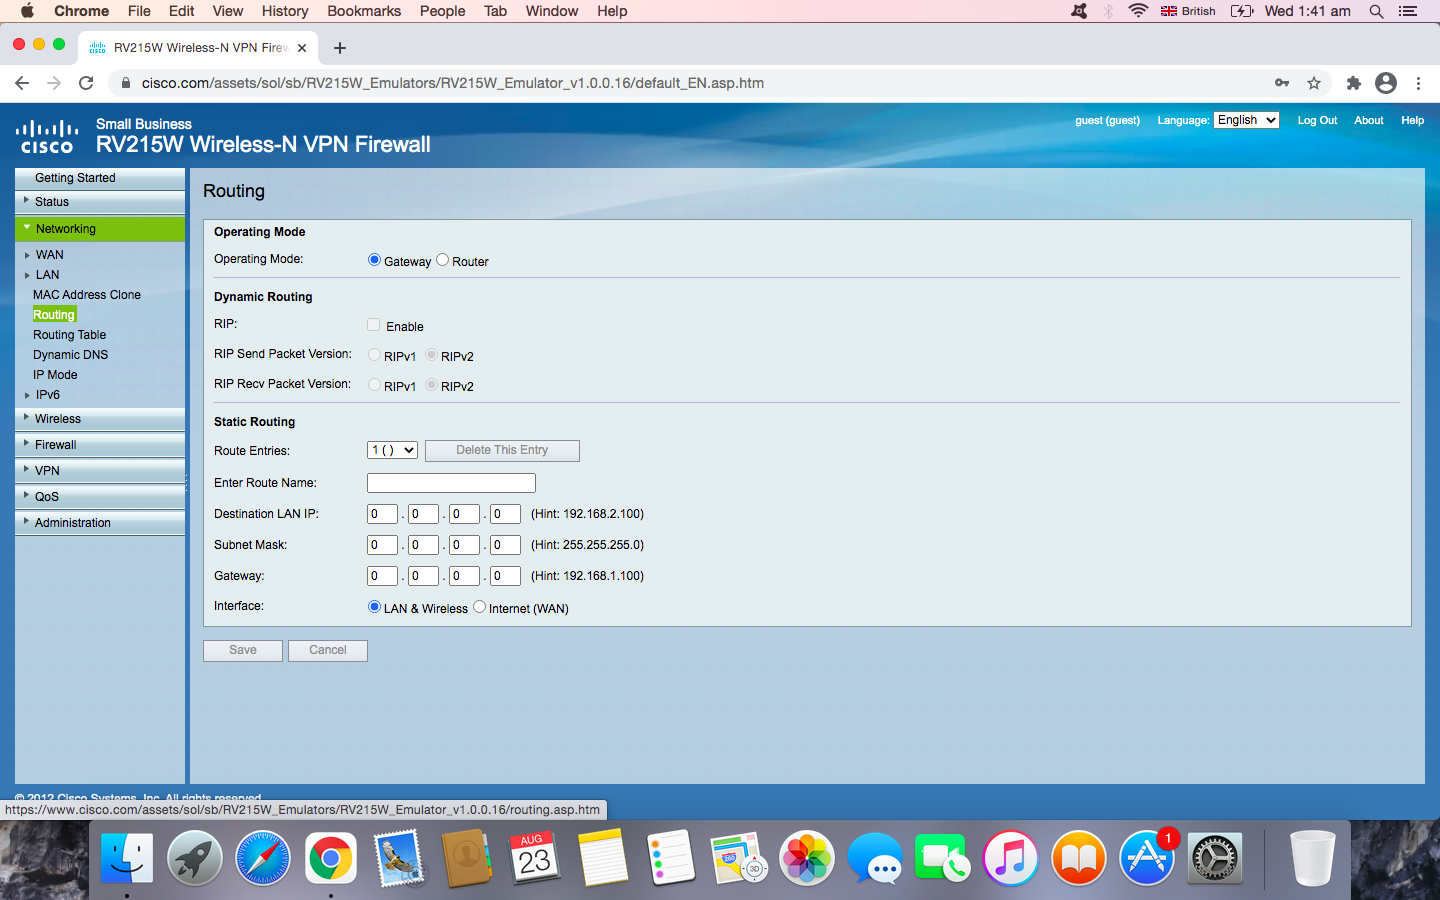 Chrome File Edit View History Bookmarks People Tab Window Help British Wed 1:41 am
RV215W Wireless-N VPN Firew
cisco.com/assets/sol/sb/RV215W_Emulators/RV215W_Emulator_v1.0.0.16/default_EN.asp.htm
cisco
Small Business
RV215W Wireless-N VPN Firewall
guest (guest) Language: English Log Out About Help
Getting Started
Status
Networking
WAN
LAN
MAC Address Clone
Routing
Routing Table
Dynamic DNS
IP Mode
IPv6
Wireless
Firewall
VPN
QoS
Administration
Routing
Operating Mode
Operating Mode: Gateway Router
Dynamic Routing
RIP: Enable
RIP Send Packet Version: RIPv1 RIPv2
RIP Recv Packet Version: RIPv1 RIPv2
Static Routing
Route Entries: 1 ( ) Delete This Entry
Enter Route Name:
Destination LAN IP: 0 . 0 . 0 . 0 (Hint: 192.168.2.100)
Subnet Mask: 0 . 0 . 0 . 0 (Hint: 255.255.255.0)
Gateway: 0 . 0 . 0 . 0 (Hint: 192.168.1.100)
Interface: LAN & Wireless Internet (WAN)
Save Cancel
© 2012 Cisco Systems, Inc. All rights reserved.
https://www.cisco.com/assets/sol/sb/RV215W_Emulators/RV215W_Emulator_v1.0.0.16/routing.asp.htm
AUG
23
280
3D
1